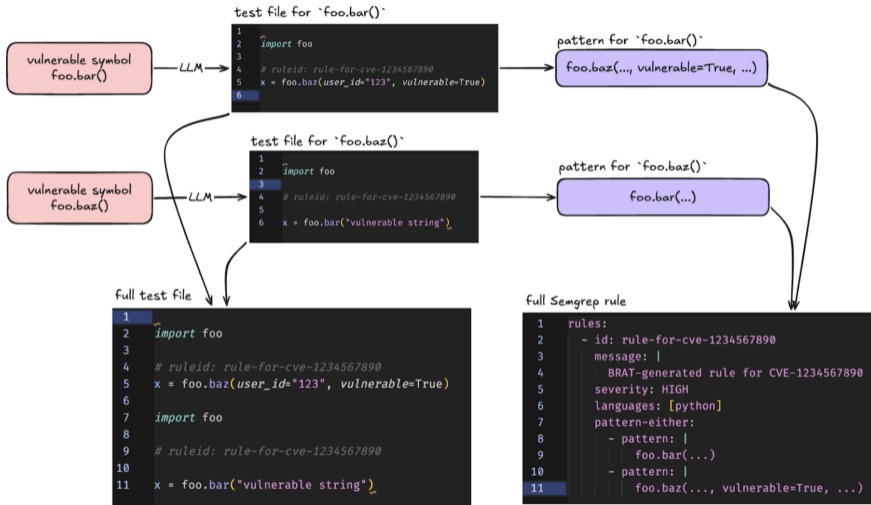 test file for `foo.bar()`
vulnerable symbol
foo.bar()
LLM
1
2 import foo
3
4 # ruleid: rule-for-cve-1234567890
5 x = foo.baz(user_id="123", vulnerable=True)
6
pattern for `foo.bar()`
foo.baz(..., vulnerable=True, ...)
test file for `foo.baz()`
vulnerable symbol
foo.baz()
LLM
1
2 import foo
3
4 # ruleid: rule-for-cve-1234567890
5
6 x = foo.bar("vulnerable string")
pattern for `foo.baz()`
foo.bar(...)
full test file
1
2 import foo
3
4 # ruleid: rule-for-cve-1234567890
5 x = foo.baz(user_id="123", vulnerable=True)
6
7 import foo
8
9 # ruleid: rule-for-cve-1234567890
10
11 x = foo.bar("vulnerable string")
full Semgrep rule
1 rules:
2 - id: rule-for-cve-1234567890
3 message: |
4 BRAT-generated rule for CVE-1234567890
5 severity: HIGH
6 languages: [python]
7 pattern-either:
8 - pattern: |
9 foo.bar(...)
10 - pattern: |
11 foo.baz(..., vulnerable=True, ...)